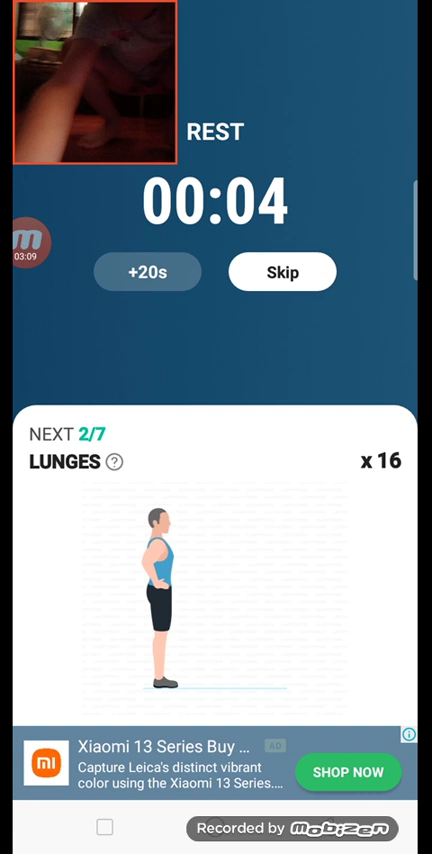 REST
00:04
m
03:09
+20s
Skip
NEXT 2/7
LUNGES ?
x 16
mi
Xiaomi 13 Series Buy ...
AD
Capture Leica's distinct vibrant
color using the Xiaomi 13 Series....
SHOP NOW
Recorded by mobizen